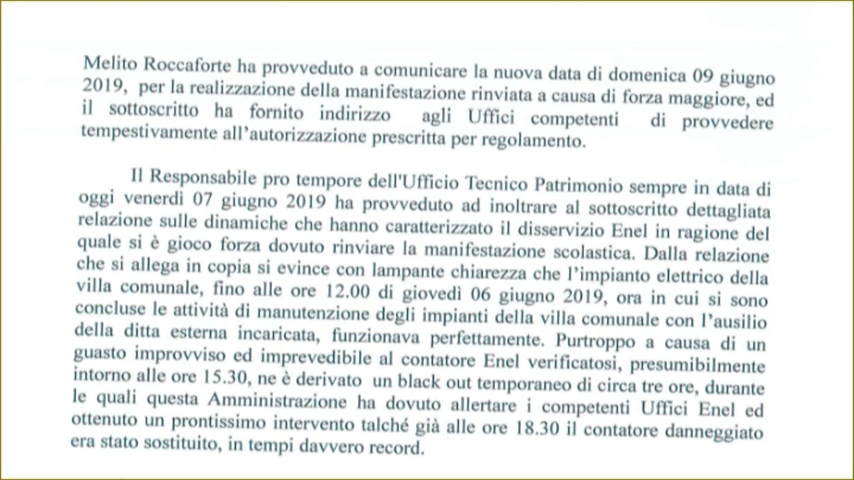 Melito Roccaforte ha provveduto a comunicare la nuova data di domenica 09 giugno
2019, per la realizzazione della manifestazione rinviata a causa di forza maggiore, ed
il sottoscritto ha fornito indirizzo agli Uffici competenti di provvedere
tempestivamente all'autorizzazione prescritta per regolamento.
Il Responsabile pro tempore dell'Ufficio Tecnico Patrimonio sempre in data di
oggi venerdì 07 giugno 2019 ha provveduto ad inoltrare al sottoscritto dettagliata
relazione sulle dinamiche che hanno caratterizzato il disservizio Enel in ragione del
quale si è gioco forza dovuto rinviare la manifestazione scolastica. Dalla relazione
che si allega in copia si evince con lampante chiarezza che l'impianto elettrico della
villa comunale, fino alle ore 12.00 di giovedì 06 giugno 2019, ora in cui si sono
concluse le attività di manutenzione degli impianti della villa comunale con l'ausilio
della ditta esterna incaricata, funzionava perfettamente. Purtroppo a causa di un
guasto improvviso ed imprevedibile al contatore Enel verificatosi, presumibilmente
intorno alle ore 15.30, ne è derivato un black out temporaneo di circa tre ore, durante
le quali questa Amministrazione ha dovuto allertare i competenti Uffici Enel ed
ottenuto un prontissimo intervento talché già alle ore 18.30 il contatore danneggiato
era stato sostituito, in tempi davvero record.